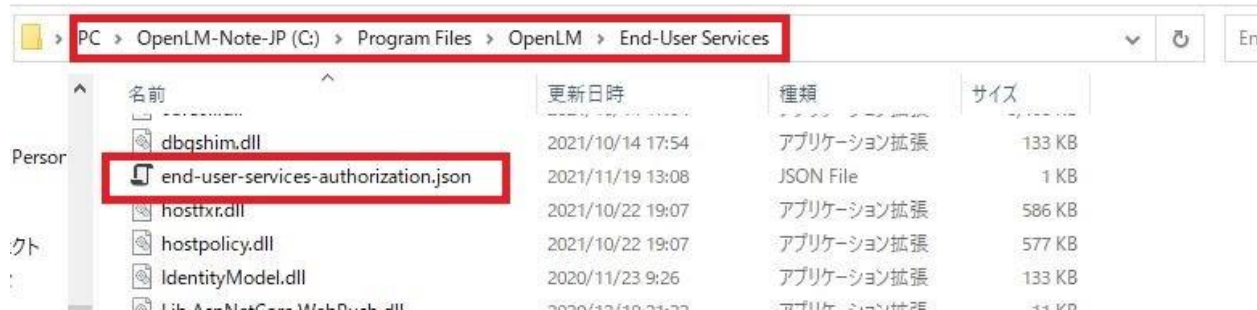 PC > OpenLM-Note-JP (C:) > Program Files > OpenLM > End-User Services
En
名前 更新日時 種類 サイズ
dbgshim.dll 2021/10/14 17:54 アプリケーション拡張 133 KB
Person
end-user-services-authorization.json 2021/11/19 13:08 JSON File 1 KB
hostfxr.dll 2021/10/22 19:07 アプリケーション拡張 586 KB
クト
hostpolicy.dll 2021/10/22 19:07 アプリケーション拡張 577 KB
IdentityModel.dll 2020/11/23 9:26 アプリケーション拡張 133 KB